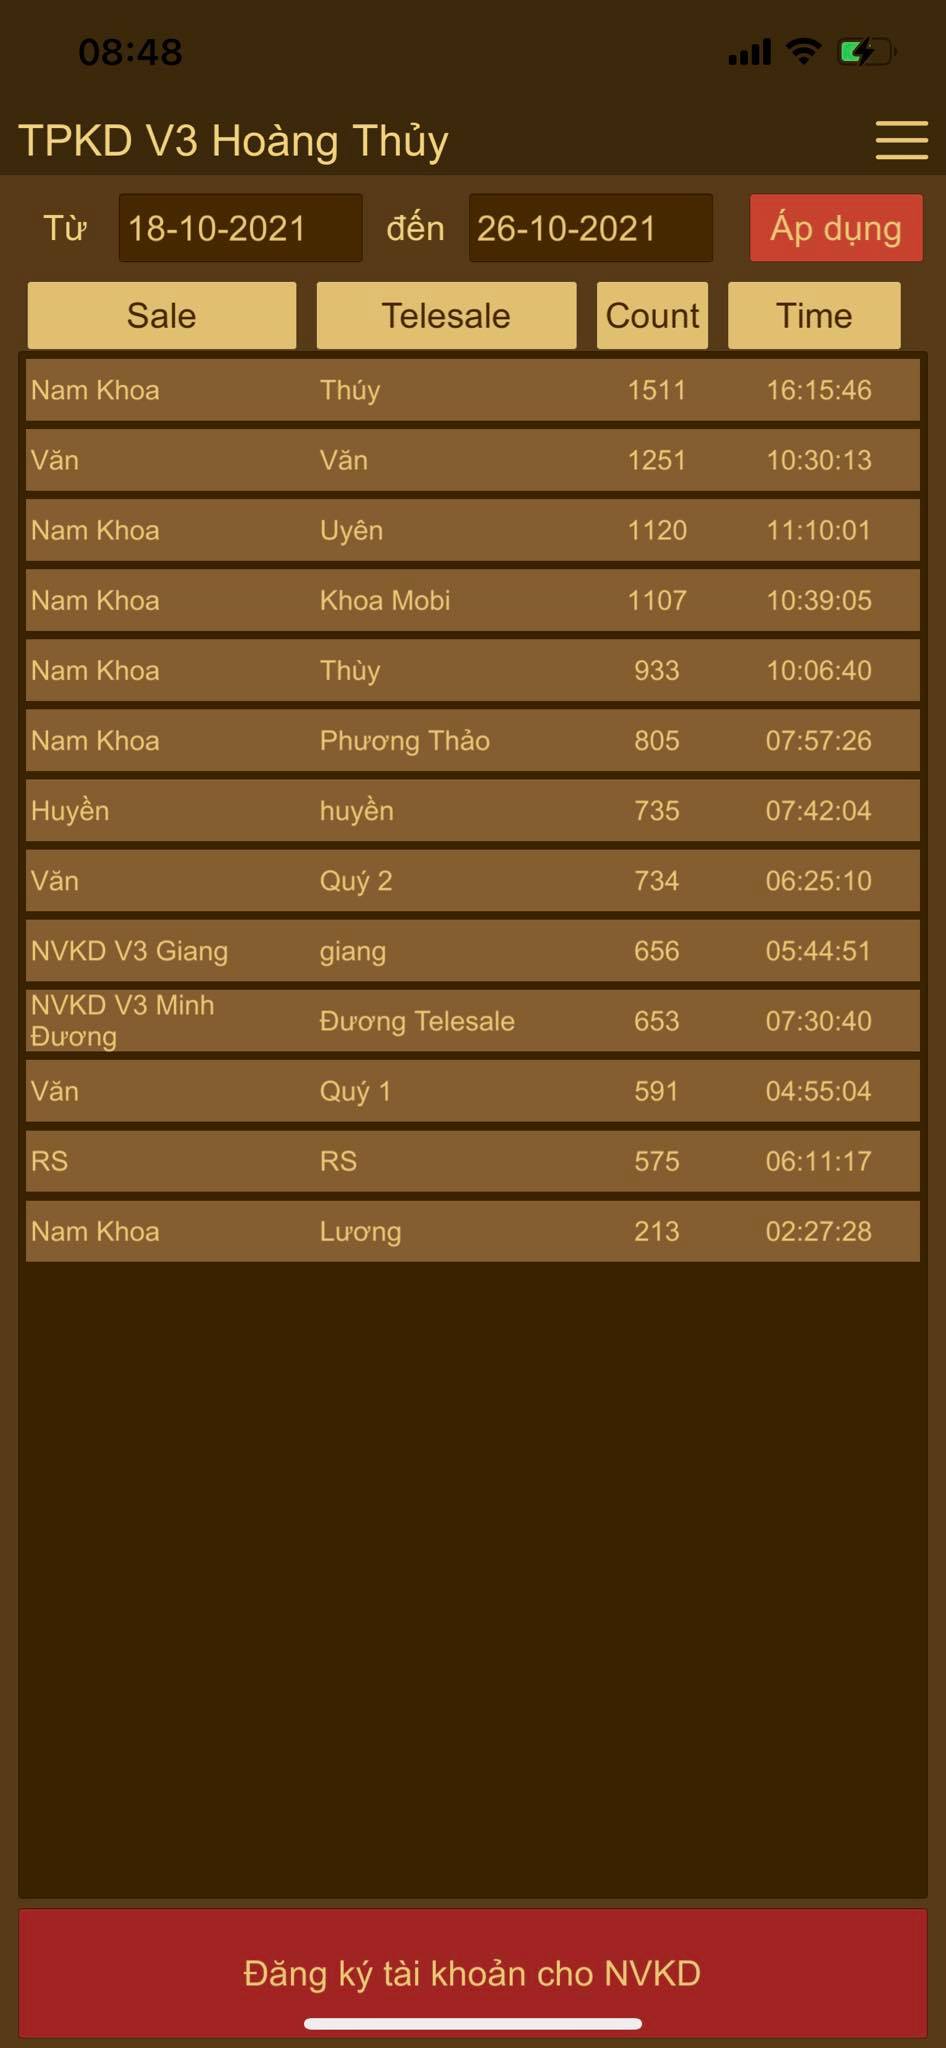 08:48
TPKD V3 Hoàng Thủy
Từ 18-10-2021 đến 26-10-2021 Áp dụng
Sale Telesale Count Time
Nam Khoa Thúy 1511 16:15:46
Văn Văn 1251 10:30:13
Nam Khoa Uyên 1120 11:10:01
Nam Khoa Khoa Mobi 1107 10:39:05
Nam Khoa Thùy 933 10:06:40
Nam Khoa Phương Thảo 805 07:57:26
Huyền huyền 735 07:42:04
Văn Quý 2 734 06:25:10
NVKD V3 Giang giang 656 05:44:51
NVKD V3 Minh
Đương Đương Telesale 653 07:30:40
Văn Quý 1 591 04:55:04
RS RS 575 06:11:17
Nam Khoa Lương 213 02:27:28
Đăng ký tài khoản cho NVKD